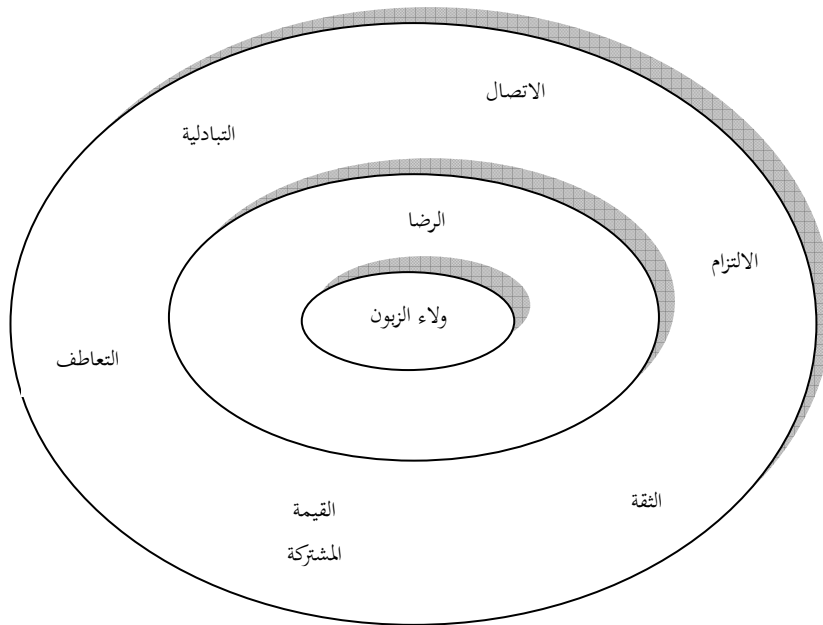 الاتصال
التبادلية
الرضا
الالتزام
ولاء الزبون
التعاطف
الثقة
القيمة
المشتركة